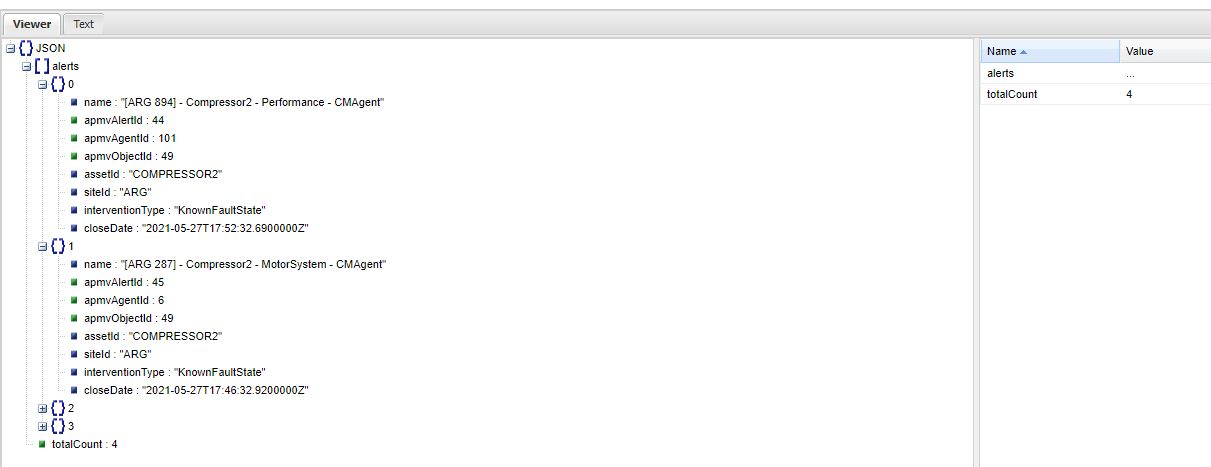 Viewer Text
JSON
alerts
0
name : "[ARG 894] - Compressor2 - Performance - CMAgent"
apmvAlertId : 44
apmvAgentId : 101
apmvObjectId : 49
assetId : "COMPRESSOR2"
siteId : "ARG"
interventionType : "KnownFaultState"
closeDate : "2021-05-27T17:52:32.6900000Z"
1
name : "[ARG 287] - Compressor2 - MotorSystem - CMAgent"
apmvAlertId : 45
apmvAgentId : 6
apmvObjectId : 49
assetId : "COMPRESSOR2"
siteId : "ARG"
interventionType : "KnownFaultState"
closeDate : "2021-05-27T17:46:32.9200000Z"
2
3
totalCount : 4
Name Value
alerts ...
totalCount 4